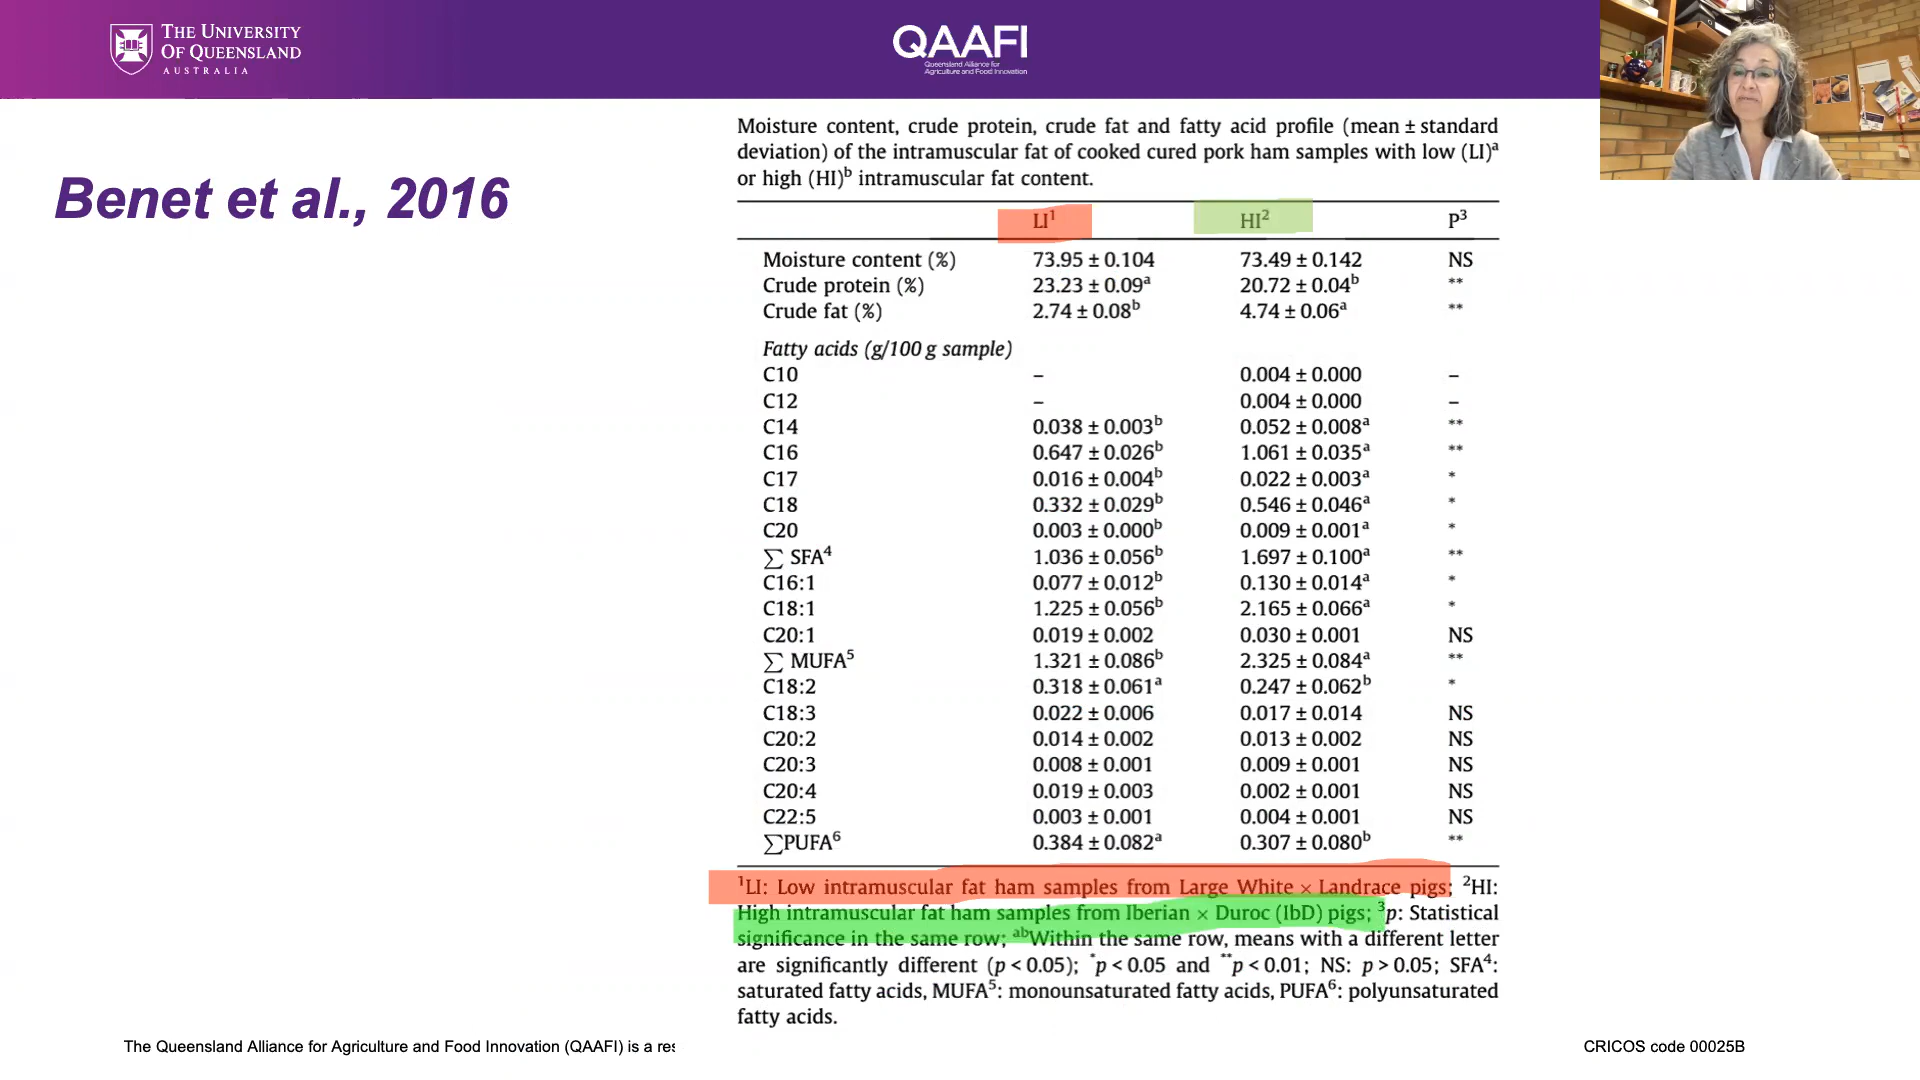 THE UNIVERSITY
OF QUEENSLAND
AUSTRALIA
QAAFI
Queensland Alliance for
Agriculture and Food Innovation
Benet et al., 2016
Moisture content, crude protein, crude fat and fatty acid profile (mean ± standard
deviation) of the intramuscular fat of cooked cured pork ham samples with low (LI)ᵃ
or high (HI)ᵇ intramuscular fat content.
LI¹ HI² P³
Moisture content (%) 73.95 ± 0.104 73.49 ± 0.142 NS
Crude protein (%) 23.23 ± 0.09ᵃ 20.72 ± 0.04ᵇ **
Crude fat (%) 2.74 ± 0.08ᵇ 4.74 ± 0.06ᵃ **
Fatty acids (g/100 g sample)
C10 – 0.004 ± 0.000 –
C12 – 0.004 ± 0.000 –
C14 0.038 ± 0.003ᵇ 0.052 ± 0.008ᵃ **
C16 0.647 ± 0.026ᵇ 1.061 ± 0.035ᵃ **
C17 0.016 ± 0.004ᵇ 0.022 ± 0.003ᵃ *
C18 0.332 ± 0.029ᵇ 0.546 ± 0.046ᵃ *
C20 0.003 ± 0.000ᵇ 0.009 ± 0.001ᵃ *
∑ SFA⁴ 1.036 ± 0.056ᵇ 1.697 ± 0.100ᵃ **
C16:1 0.077 ± 0.012ᵇ 0.130 ± 0.014ᵃ *
C18:1 1.225 ± 0.056ᵇ 2.165 ± 0.066ᵃ *
C20:1 0.019 ± 0.002 0.030 ± 0.001 NS
∑ MUFA⁵ 1.321 ± 0.086ᵇ 2.325 ± 0.084ᵃ **
C18:2 0.318 ± 0.061ᵃ 0.247 ± 0.062ᵇ *
C18:3 0.022 ± 0.006 0.017 ± 0.014 NS
C20:2 0.014 ± 0.002 0.013 ± 0.002 NS
C20:3 0.008 ± 0.001 0.009 ± 0.001 NS
C20:4 0.019 ± 0.003 0.002 ± 0.001 NS
C22:5 0.003 ± 0.001 0.004 ± 0.001 NS
∑PUFA⁶ 0.384 ± 0.082ᵃ 0.307 ± 0.080ᵇ **
¹LI: Low intramuscular fat ham samples from Large White × Landrace pigs; ²HI:
High intramuscular fat ham samples from Iberian × Duroc (IbD) pigs; ³p: Statistical
significance in the same row; ᵃᵇWithin the same row, means with a different letter
are significantly different (p < 0.05); *p < 0.05 and **p < 0.01; NS: p > 0.05; SFA⁴:
saturated fatty acids, MUFA⁵: monounsaturated fatty acids, PUFA⁶: polyunsaturated
fatty acids.
The Queensland Alliance for Agriculture and Food Innovation (QAAFI) is a
CRICOS code 00025B